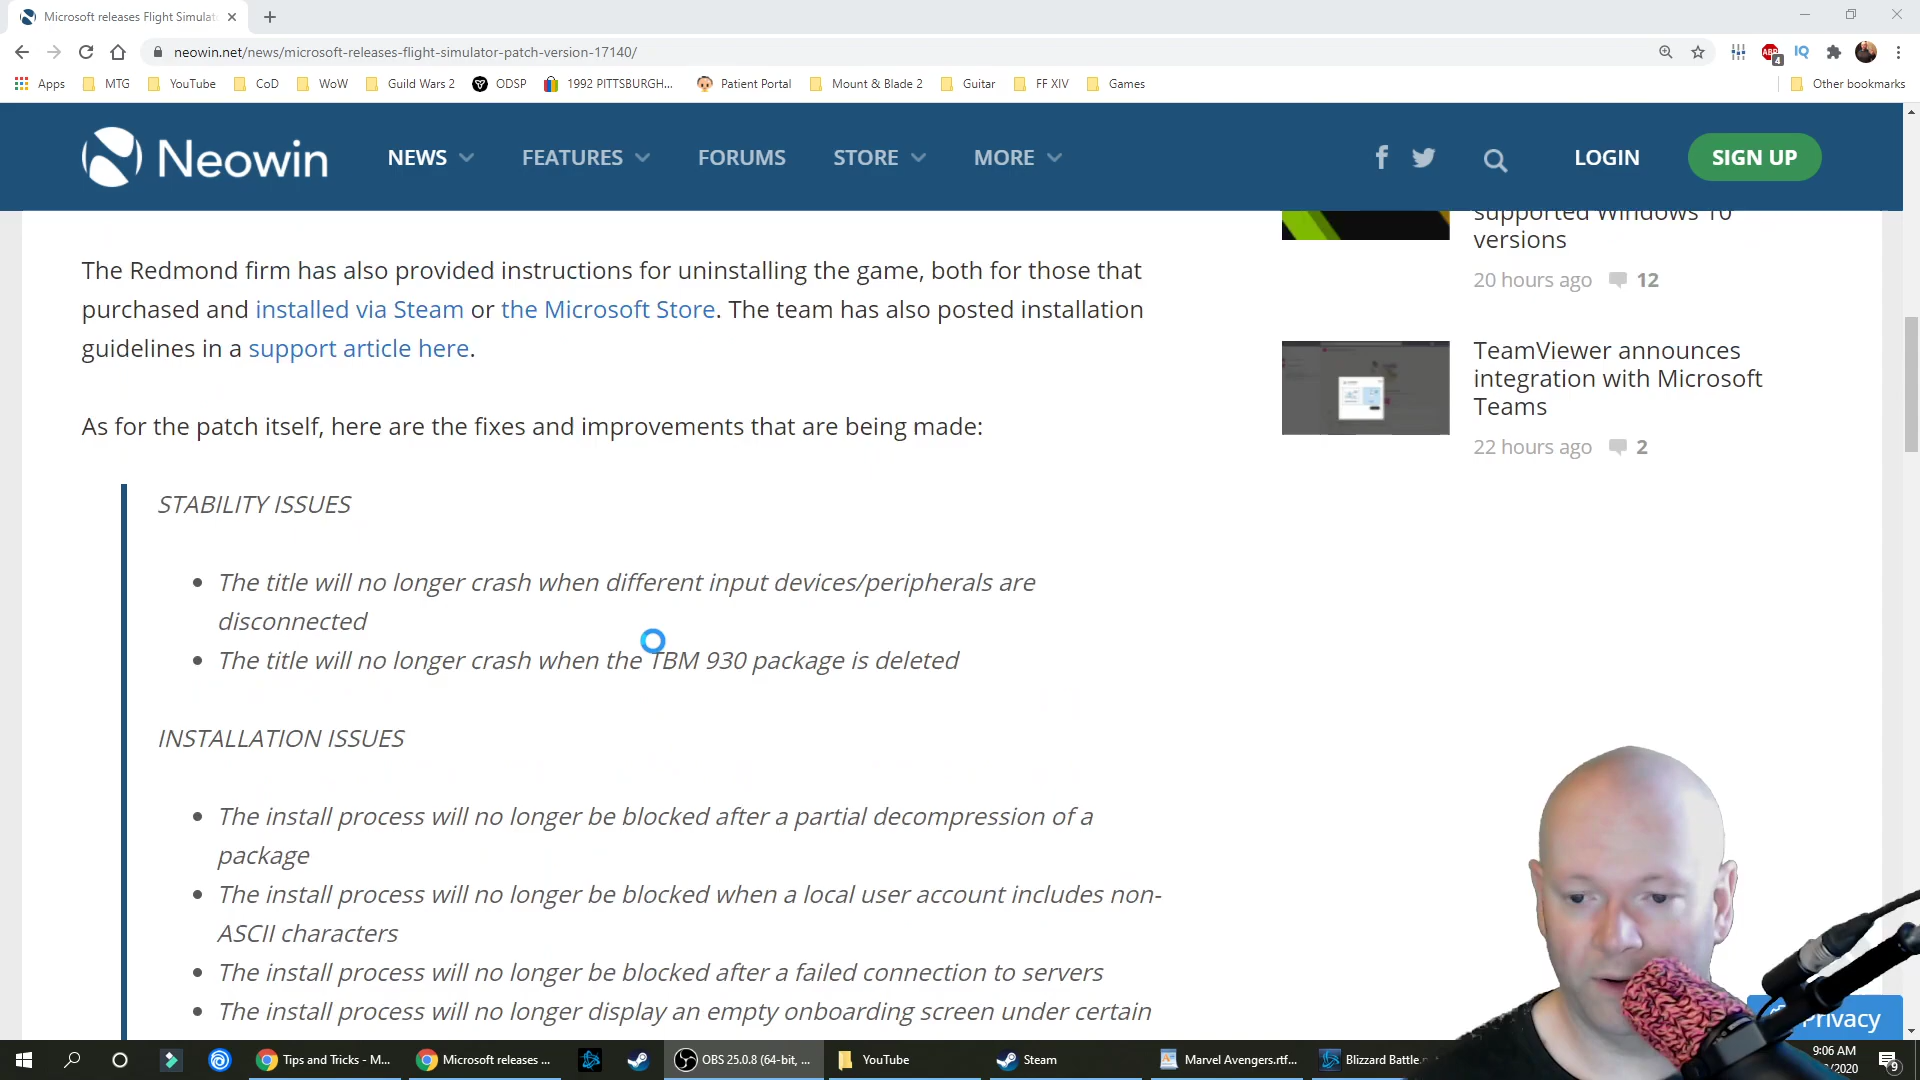 Microsoft releases Flight Simulat
neowin.net/news/microsoft-releases-flight-simulator-patch-version-17140/
ABP
4
IQ
Apps
MTG
YouTube
CoD
WoW
Guild Wars 2
ODSP
1992 PITTSBURGH...
Patient Portal
Mount & Blade 2
Guitar
FF XIV
Games
Other bookmarks
Neowin
NEWS
FEATURES
FORUMS
STORE
MORE
LOGIN
SIGN UP
supported Windows 10
versions
20 hours ago 12
The Redmond firm has also provided instructions for uninstalling the game, both for those that
purchased and installed via Steam or the Microsoft Store. The team has also posted installation
guidelines in a support article here.
TeamViewer announces
integration with Microsoft
Teams
22 hours ago 2
As for the patch itself, here are the fixes and improvements that are being made:
STABILITY ISSUES
• The title will no longer crash when different input devices/peripherals are
disconnected
• The title will no longer crash when the TBM 930 package is deleted
INSTALLATION ISSUES
• The install process will no longer be blocked after a partial decompression of a
package
• The install process will no longer be blocked when a local user account includes non-
ASCII characters
• The install process will no longer be blocked after a failed connection to servers
• The install process will no longer display an empty onboarding screen under certain
Privacy
Tips and Tricks - M...
Microsoft releases ...
OBS 25.0.8 (64-bit, ...
YouTube
Steam
Marvel Avengers.rtf...
Blizzard Battle.n
9:06 AM
/2020
9